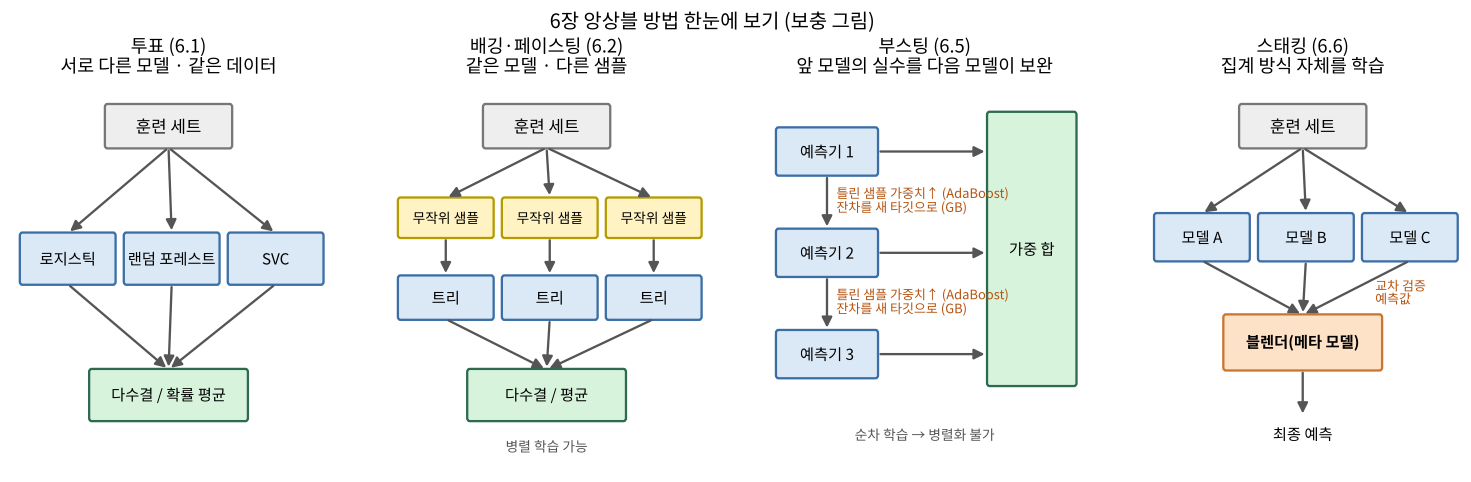 6장 앙상블 방법 한눈에 보기 (보충 그림)
투표 (6.1)
서로 다른 모델 · 같은 데이터
훈련 세트
로지스틱
랜덤 포레스트
SVC
다수결 / 확률 평균
배깅·페이스팅 (6.2)
같은 모델 · 다른 샘플
훈련 세트
무작위 샘플
무작위 샘플
무작위 샘플
트리
트리
트리
다수결 / 평균
병렬 학습 가능
부스팅 (6.5)
앞 모델의 실수를 다음 모델이 보완
예측기 1
틀린 샘플 가중치↑ (AdaBoost)
잔차를 새 타깃으로 (GB)
예측기 2
틀린 샘플 가중치↑ (AdaBoost)
잔차를 새 타깃으로 (GB)
예측기 3
가중 합
순차 학습 → 병렬화 불가
스태킹 (6.6)
집계 방식 자체를 학습
훈련 세트
모델 A
모델 B
모델 C
교차 검증
예측값
블렌더(메타 모델)
최종 예측